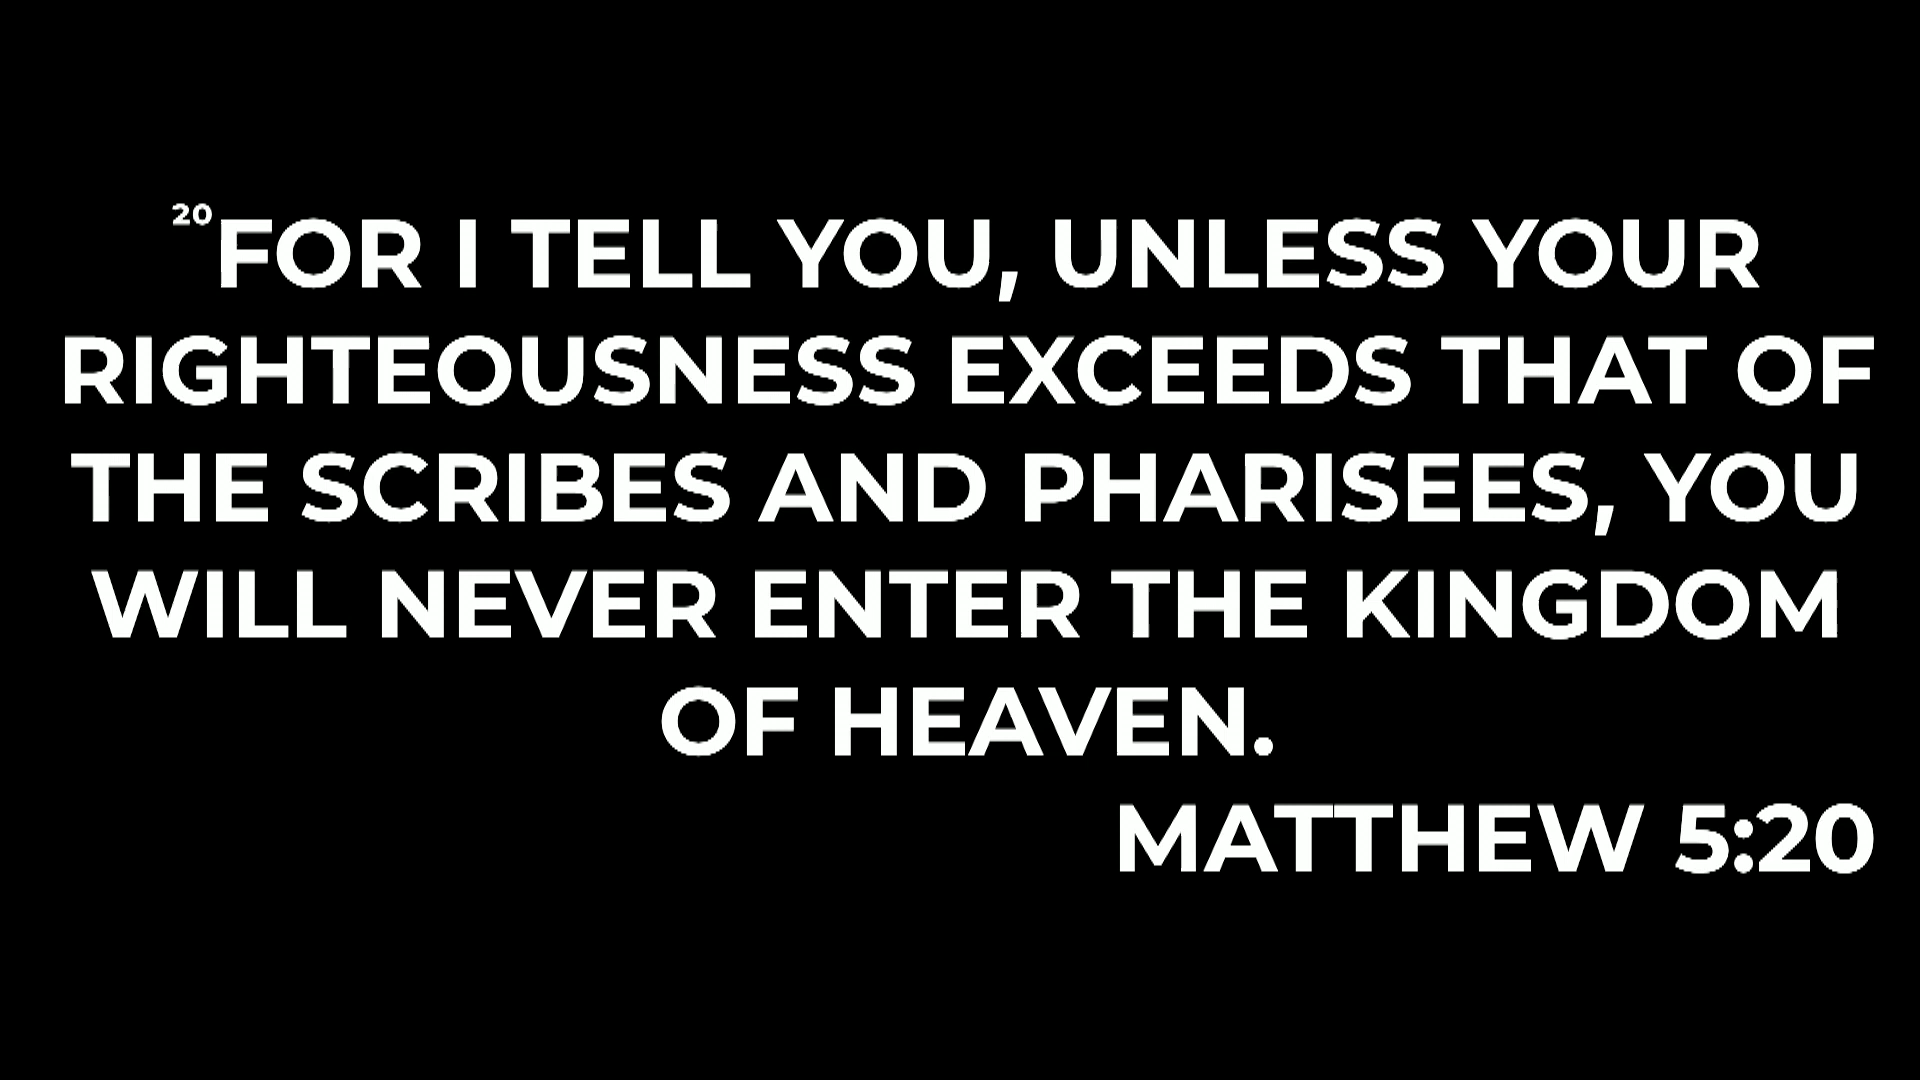 ²⁰FOR I TELL YOU, UNLESS YOUR
RIGHTEOUSNESS EXCEEDS THAT OF
THE SCRIBES AND PHARISEES, YOU
WILL NEVER ENTER THE KINGDOM
OF HEAVEN.
MATTHEW 5:20